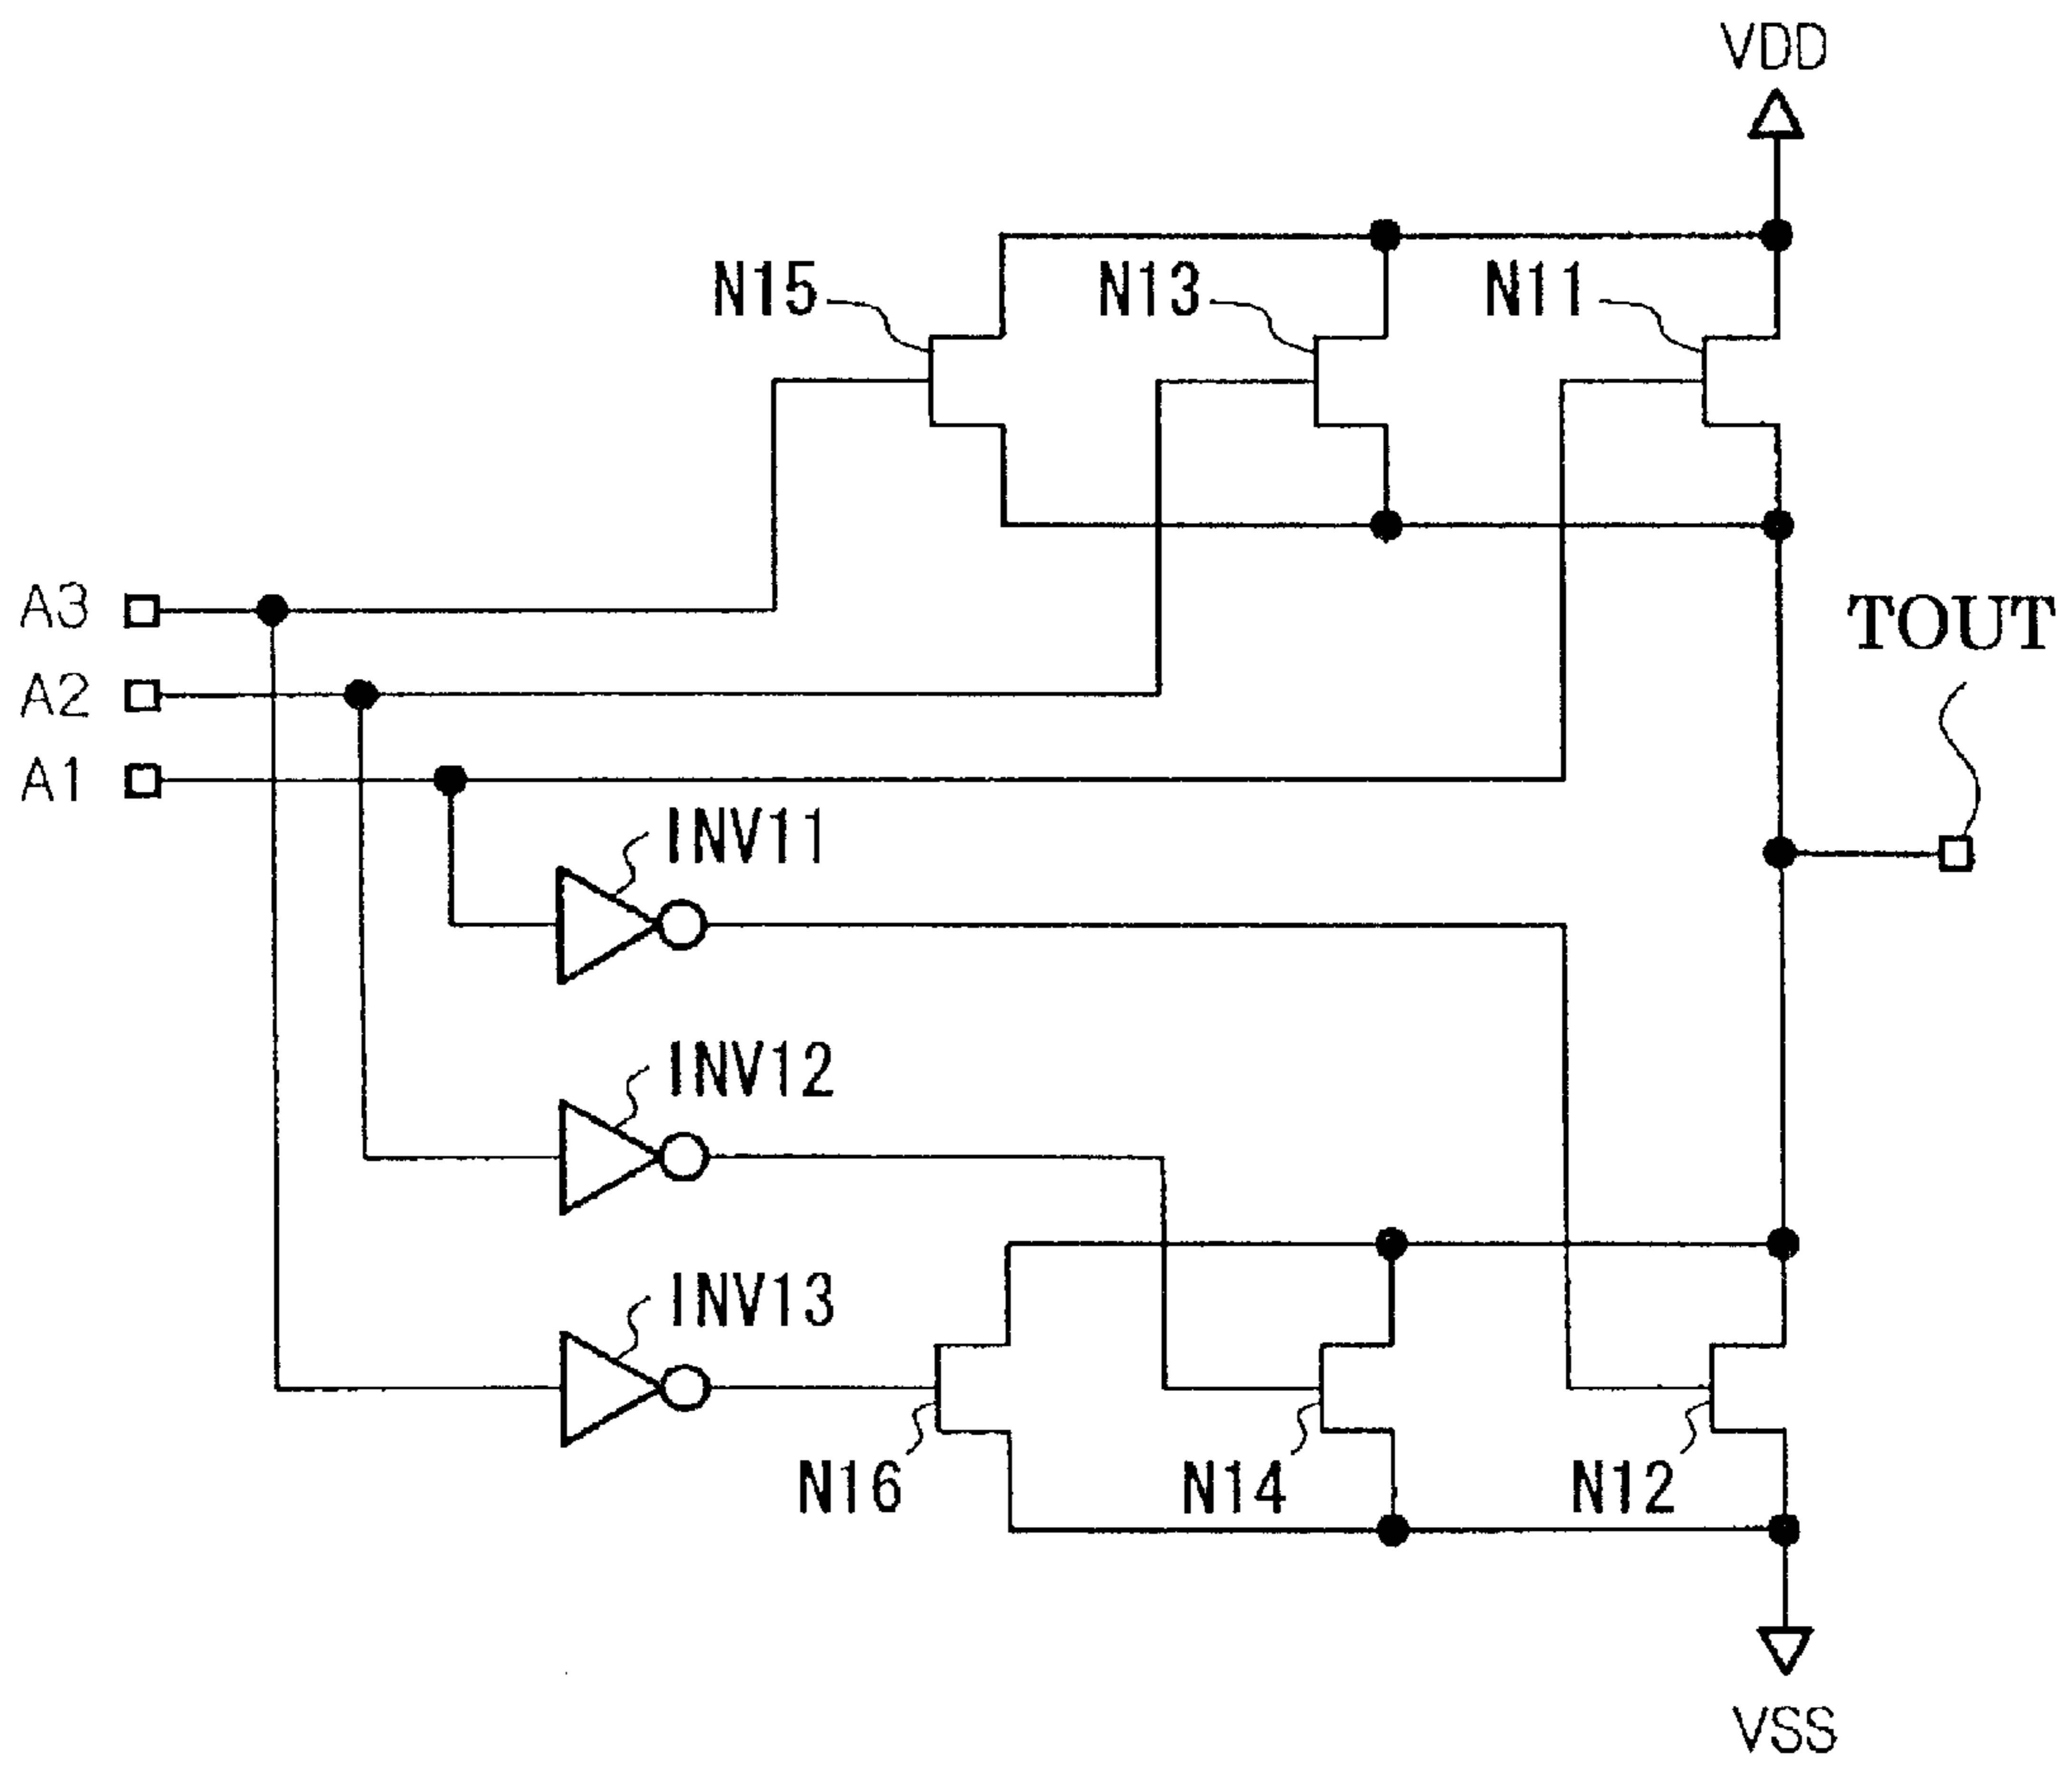 VDD
N15
N13
N11
A3
TOUT
A2
A1
INV11
INV12
INV13
N16
N14
N12
VSS